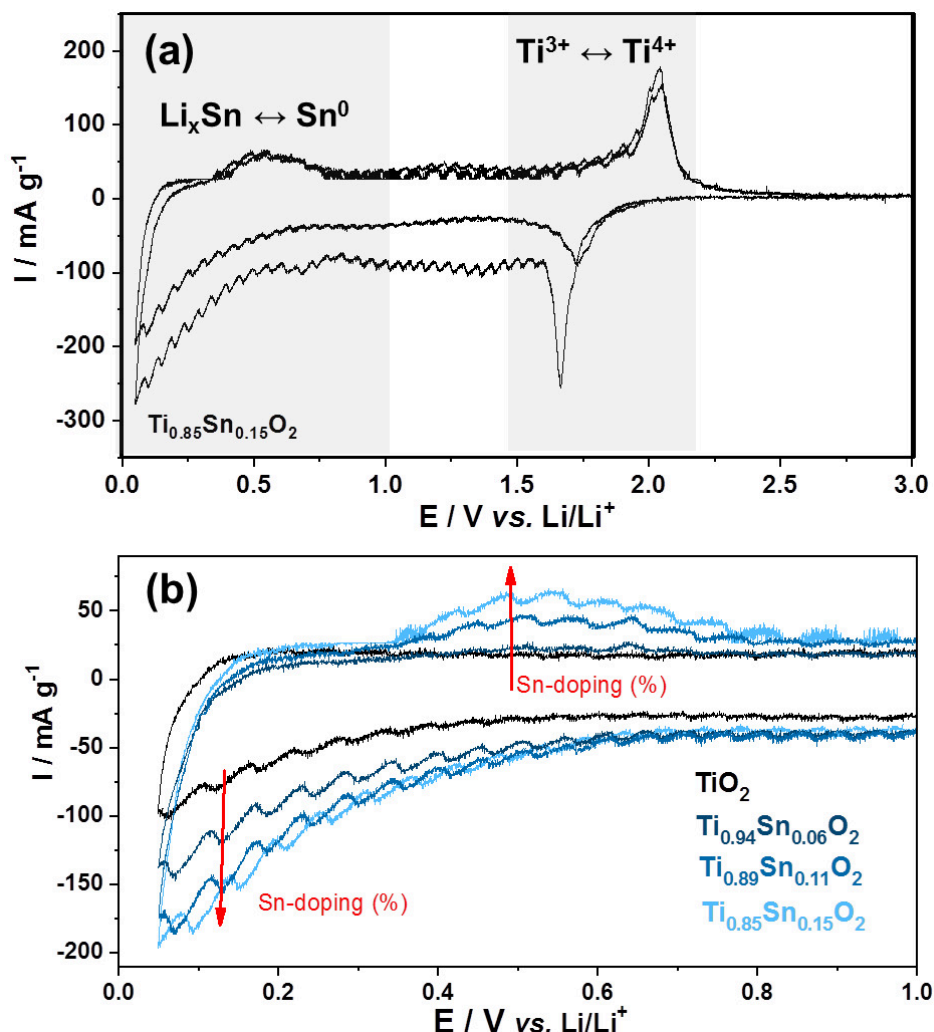 (a)
Ti³⁺ ↔ Ti⁴⁺
LiₓSn ↔ Sn⁰
I / mA g⁻¹
200
100
0
-100
-200
-300
Ti₀.₈₅Sn₀.₁₅O₂
0.0 0.5 1.0 1.5 2.0 2.5 3.0
E / V vs. Li/Li⁺
(b)
I / mA g⁻¹
50
0
-50
-100
-150
-200
Sn-doping (%)
Sn-doping (%)
TiO₂
Ti₀.₉₄Sn₀.₀₆O₂
Ti₀.₈₉Sn₀.₁₁O₂
Ti₀.₈₅Sn₀.₁₅O₂
0.0 0.2 0.4 0.6 0.8 1.0
E / V vs. Li/Li⁺